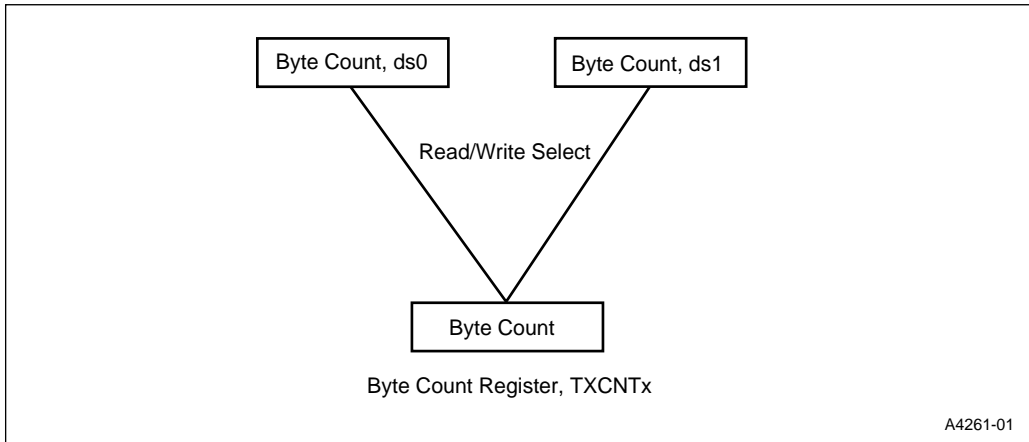 Byte Count, ds0
Byte Count, ds1
Read/Write Select
Byte Count
Byte Count Register, TXCNTx
A4261-01